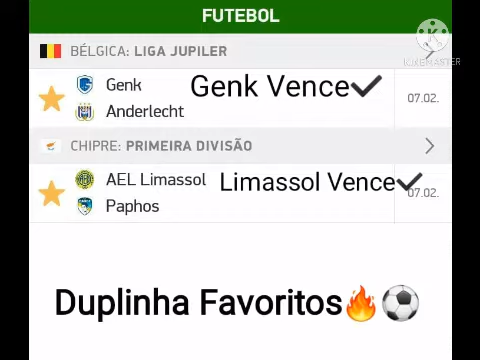 FUTEBOL
BÉLGICA: LIGA JUPILER
KINEMASTER
Genk
Genk Vence✔
Anderlecht
07.02.
CHIPRE: PRIMEIRA DIVISÃO
AEL Limassol
Limassol Vence✔
Paphos
07.02.
Duplinha Favoritos🔥⚽